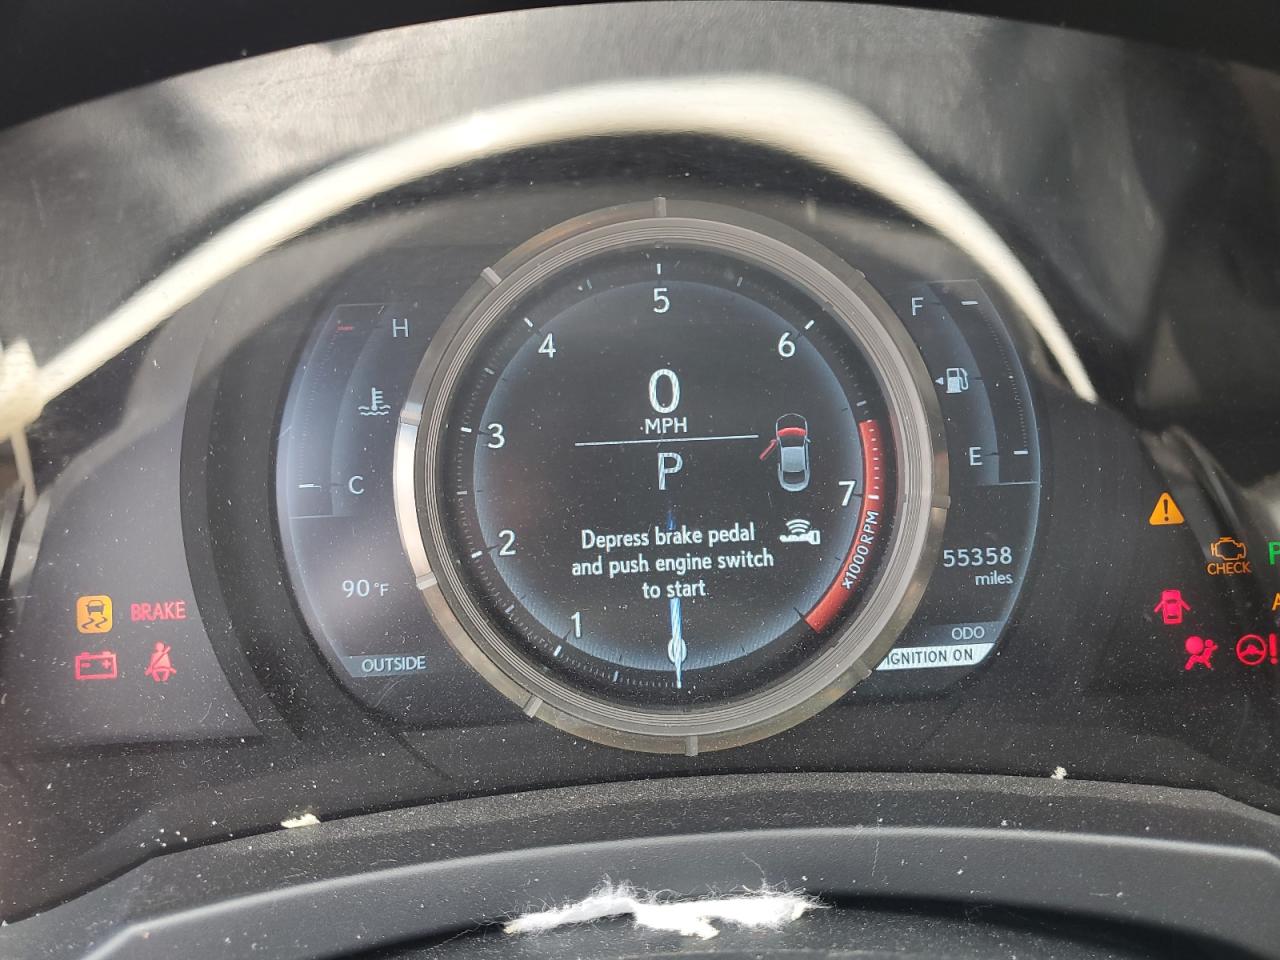 5
4
6
3
7
2
1
x1000RPM
0
MPH
P
Depress brake pedal
and push engine switch
to start
H
C
90°F
OUTSIDE
F
E
55358
miles
ODO
IGNITION ON
BRAKE
CHECK
P
A